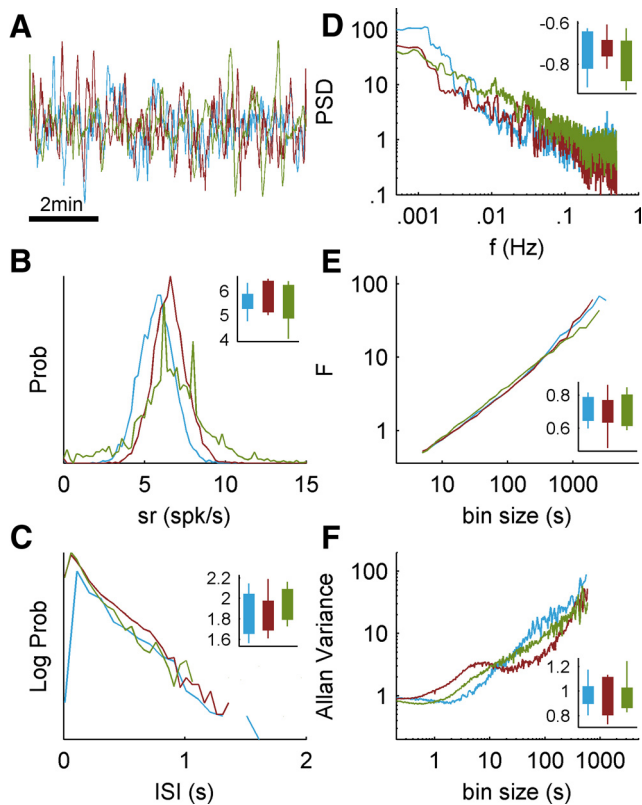 A
2min
B
Prob
6
5
4
0
5
10
15
sr (spk/s)
C
Log Prob
2.2
2
1.8
1.6
0
1
2
ISI (s)
D
PSD
100
10
1
.1
-0.6
-0.8
.001
.01
.1
1
f (Hz)
E
F
100
10
1
0.8
0.6
10
100
1000
bin size (s)
F
Allan Variance
100
10
1
1.2
1
0.8
1
10
100
1000
bin size (s)